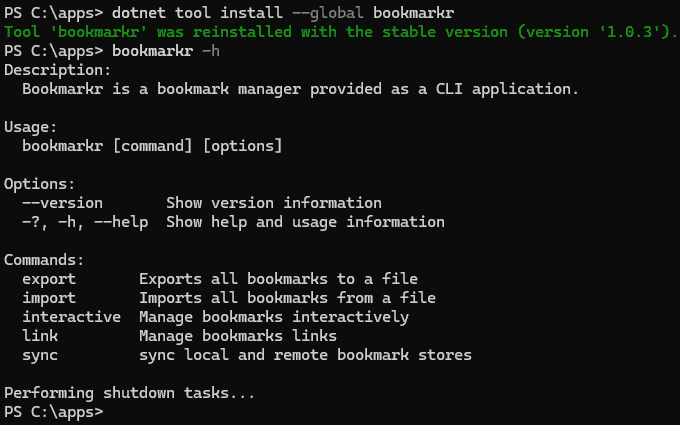 PS C:\apps> dotnet tool install --global bookmarkr
Tool 'bookmarkr' was reinstalled with the stable version (version '1.0.3').
PS C:\apps> bookmarkr -h
Description:
  Bookmarkr is a bookmark manager provided as a CLI application.

Usage:
  bookmarkr [command] [options]

Options:
  --version       Show version information
  -?, -h, --help  Show help and usage information

Commands:
  export       Exports all bookmarks to a file
  import       Imports all bookmarks from a file
  interactive  Manage bookmarks interactively
  link         Manage bookmarks links
  sync         sync local and remote bookmark stores

Performing shutdown tasks...
PS C:\apps>